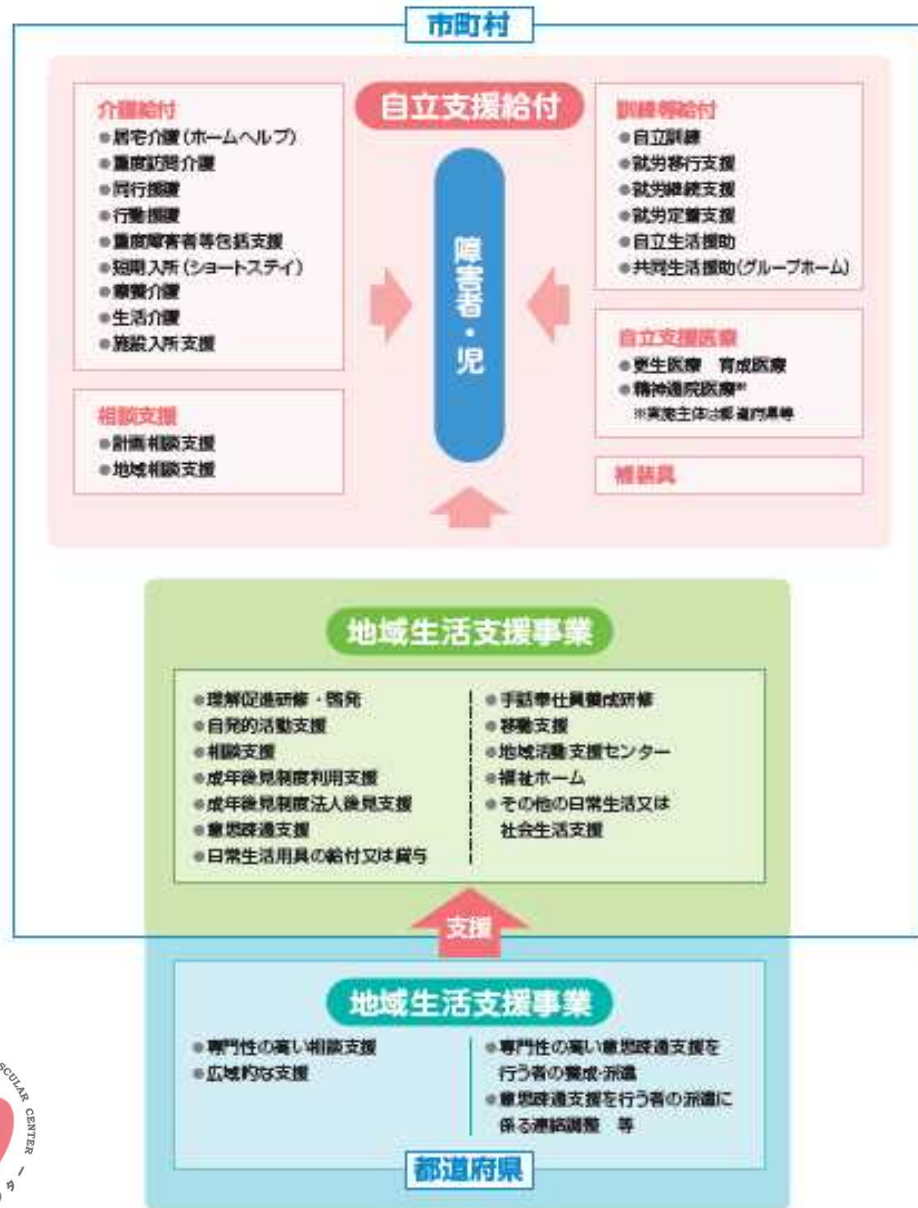 市町村
自立支援給付
介護給付
●居宅介護(ホームヘルプ)
●重度訪問介護
●同行援護
●行動援護
●重度障害者等包括支援
●短期入所(ショートステイ)
●療養介護
●生活介護
●施設入所支援
相談支援
●計画相談支援
●地域相談支援
障害者・児
訓練等給付
●自立訓練
●就労移行支援
●就労継続支援
●就労定着支援
●自立生活援助
●共同生活援助(グループホーム)
自立支援医療
●更生医療 育成医療
●精神通院医療※
※実施主体は都道府県等
補装具
地域生活支援事業
●理解促進研修・啓発
●自発的活動支援
●相談支援
●成年後見制度利用支援
●成年後見制度法人後見支援
●意思疎通支援
●日常生活用具の給付又は貸与
●手話奉仕員養成研修
●移動支援
●地域活動支援センター
●福祉ホーム
●その他の日常生活又は
社会生活支援
支援
地域生活支援事業
●専門性の高い相談支援
●広域的な支援
●専門性の高い意思疎通支援を
行う者の養成・派遣
●意思疎通支援を行う者の派遣に
係る連絡調整 等
都道府県
CENTER